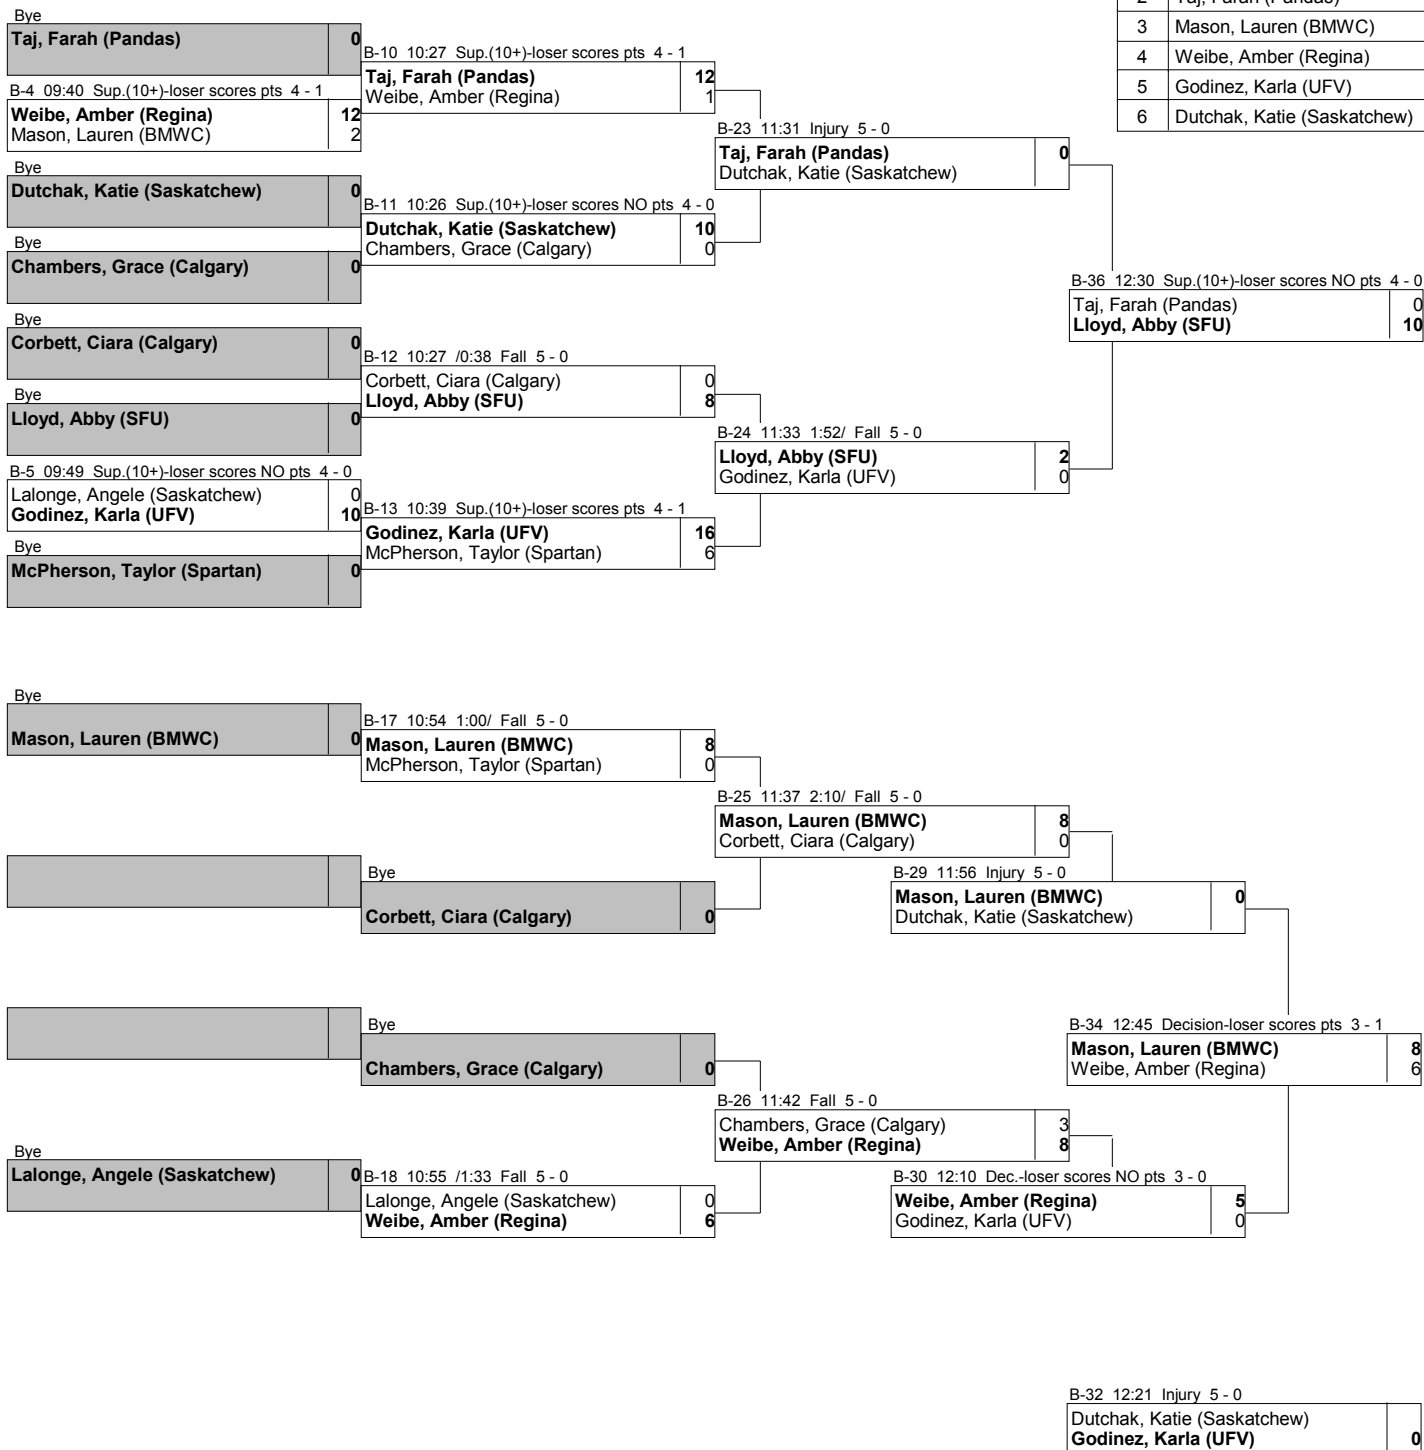 2 Taj, Farah (Pandas)
3 Mason, Lauren (BMWC)
4 Weibe, Amber (Regina)
5 Godinez, Karla (UFV)
6 Dutchak, Katie (Saskatchew)
Bye
Taj, Farah (Pandas) 0
B-4 09:40 Sup.(10+)-loser scores pts 4 - 1
Weibe, Amber (Regina) 12
Mason, Lauren (BMWC) 2
Bye
Dutchak, Katie (Saskatchew) 0
Bye
Chambers, Grace (Calgary) 0
Bye
Corbett, Ciara (Calgary) 0
Bye
Lloyd, Abby (SFU) 0
B-5 09:49 Sup.(10+)-loser scores NO pts 4 - 0
Lalonge, Angele (Saskatchew) 0
Godinez, Karla (UFV) 10
Bye
McPherson, Taylor (Spartan) 0
B-10 10:27 Sup.(10+)-loser scores pts 4 - 1
Taj, Farah (Pandas) 12
Weibe, Amber (Regina) 1
B-11 10:26 Sup.(10+)-loser scores NO pts 4 - 0
Dutchak, Katie (Saskatchew) 10
Chambers, Grace (Calgary) 0
B-12 10:27 /0:38 Fall 5 - 0
Corbett, Ciara (Calgary) 0
Lloyd, Abby (SFU) 8
B-13 10:39 Sup.(10+)-loser scores pts 4 - 1
Godinez, Karla (UFV) 16
McPherson, Taylor (Spartan) 6
B-23 11:31 Injury 5 - 0
Taj, Farah (Pandas) 0
Dutchak, Katie (Saskatchew)
B-24 11:33 1:52/ Fall 5 - 0
Lloyd, Abby (SFU) 2
Godinez, Karla (UFV) 0
B-36 12:30 Sup.(10+)-loser scores NO pts 4 - 0
Taj, Farah (Pandas) 0
Lloyd, Abby (SFU) 10
Bye
Mason, Lauren (BMWC) 0
Bye
Lalonge, Angele (Saskatchew) 0
B-17 10:54 1:00/ Fall 5 - 0
Mason, Lauren (BMWC) 8
McPherson, Taylor (Spartan) 0
Bye
Corbett, Ciara (Calgary) 0
Bye
Chambers, Grace (Calgary) 0
B-18 10:55 /1:33 Fall 5 - 0
Lalonge, Angele (Saskatchew) 0
Weibe, Amber (Regina) 6
B-25 11:37 2:10/ Fall 5 - 0
Mason, Lauren (BMWC) 8
Corbett, Ciara (Calgary) 0
B-26 11:42 Fall 5 - 0
Chambers, Grace (Calgary) 3
Weibe, Amber (Regina) 8
B-29 11:56 Injury 5 - 0
Mason, Lauren (BMWC) 0
Dutchak, Katie (Saskatchew)
B-30 12:10 Dec.-loser scores NO pts 3 - 0
Weibe, Amber (Regina) 5
Godinez, Karla (UFV) 0
B-34 12:45 Decision-loser scores pts 3 - 1
Mason, Lauren (BMWC) 8
Weibe, Amber (Regina) 6
B-32 12:21 Injury 5 - 0
Dutchak, Katie (Saskatchew)
Godinez, Karla (UFV) 0